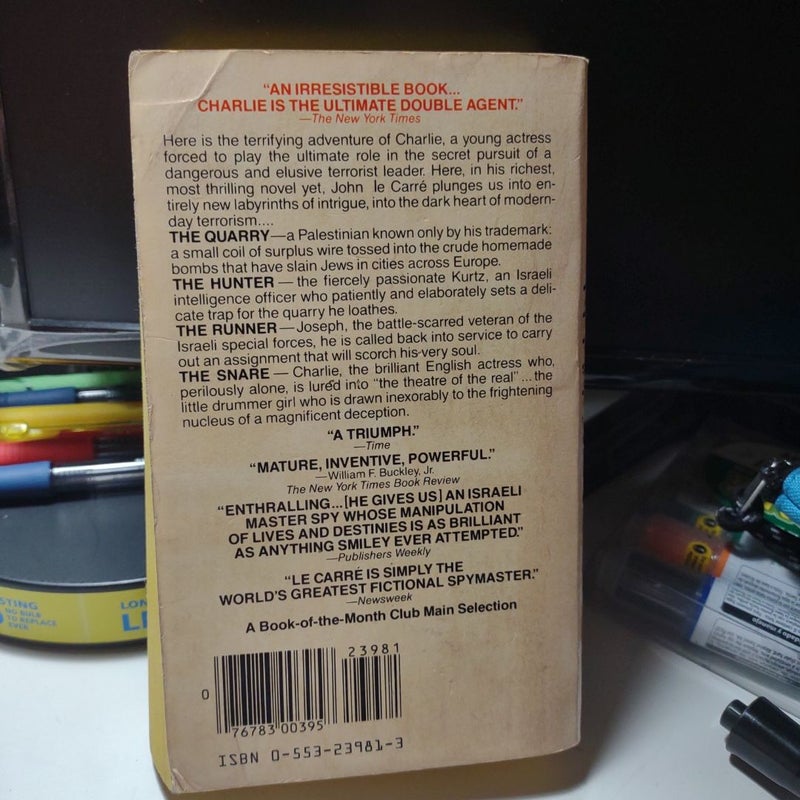 “AN IRRESISTIBLE BOOK...
CHARLIE IS THE ULTIMATE DOUBLE AGENT.”
—The New York Times
Here is the terrifying adventure of Charlie, a young actress
forced to play the ultimate role in the secret pursuit of a
dangerous and elusive terrorist leader. Here, in his richest,
most thrilling novel yet, John le Carré plunges us into en-
tirely new labyrinths of intrigue, into the dark heart of modern-
day terrorism....
THE QUARRY—a Palestinian known only by his trademark:
a small coil of surplus wire tossed into the crude homemade
bombs that have slain Jews in cities across Europe.
THE HUNTER — the fiercely passionate Kurtz, an Israeli
intelligence officer who patiently and elaborately sets a deli-
cate trap for the quarry he loathes.
THE RUNNER — Joseph, the battle-scarred veteran of the
Israeli special forces, he is called back into service to carry
out an assignment that will scorch his very soul.
THE SNARE — Charlie, the brilliant English actress who,
perilously alone, is lured into “the theatre of the real”...the
little drummer girl who is drawn inexorably to the frightening
nucleus of a magnificent deception.
“A TRIUMPH.”
—Time
“MATURE, INVENTIVE, POWERFUL.”
—William F. Buckley, Jr.
The New York Times Book Review
“ENTHRALLING...[HE GIVES US] AN ISRAELI
MASTER SPY WHOSE MANIPULATION
OF LIVES AND DESTINIES IS AS BRILLIANT
AS ANYTHING SMILEY EVER ATTEMPTED.”
—Publishers Weekly
“LE CARRÉ IS SIMPLY THE
WORLD’S GREATEST FICTIONAL SPYMASTER.”
—Newsweek
A Book-of-the-Month Club Main Selection
23981
0
76783 00395
ISBN 0-553-23981-3
NO BULB
TO REPLACE
EVER